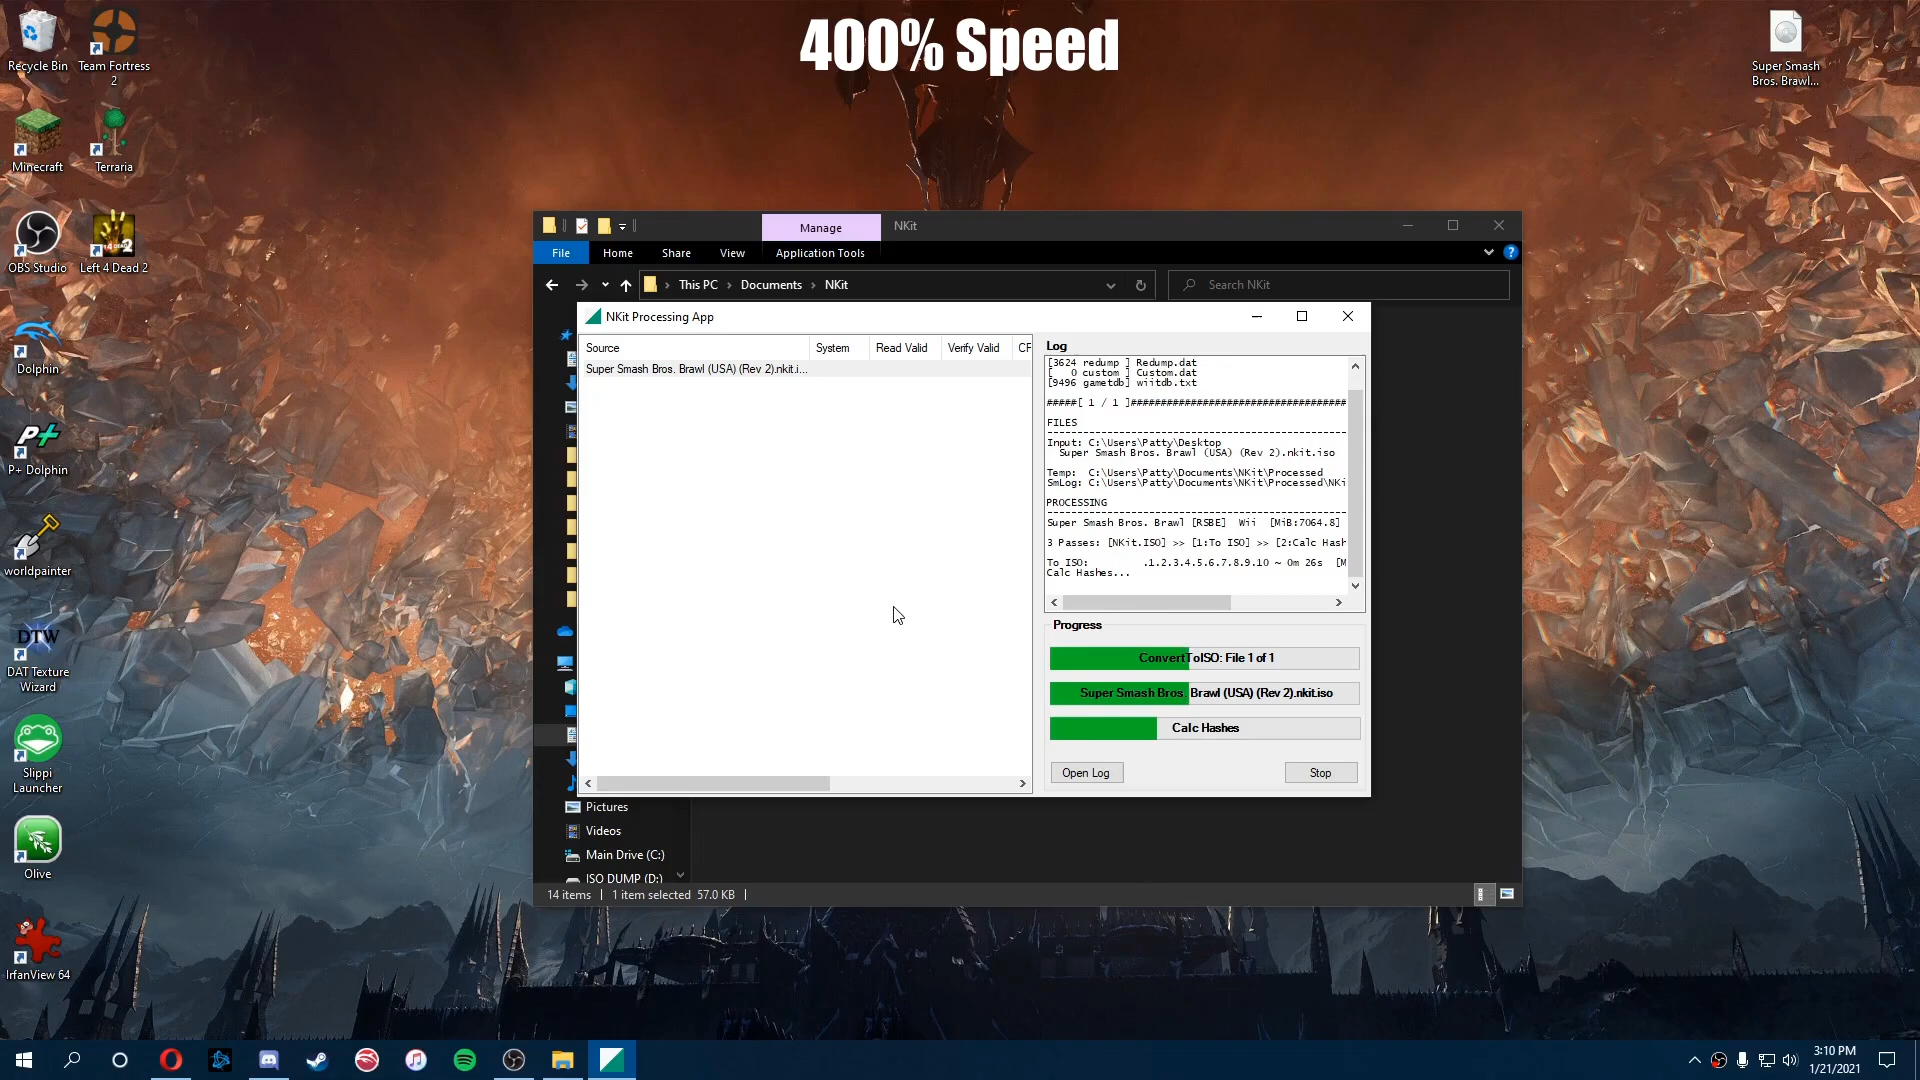 400% Speed
Recycle Bin
Team Fortress
2
Minecraft
Terraria
OBS Studio
Left 4 Dead 2
Dolphin
P+ Dolphin
worldpainter
DTW
DAT Texture
Wizard
Slippi
Launcher
Olive
IrfanView 64
Super Smash
Bros. Brawl...
Manage
NKit
File
Home
Share
View
Application Tools
This PC
Documents
NKit
Search NKit
NKit Processing App
Source
System
Read Valid
Verify Valid
Super Smash Bros. Brawl (USA) (Rev 2).nkit.i...
Log
[3624 redump ] Redump.dat
[   0 custom ] Custom.dat
[9496 gametdb] wiitdb.txt
#####[ 1 / 1 ]####################################
FILES
Input: C:\Users\Patty\Desktop
Super Smash Bros. Brawl (USA) (Rev 2).nkit.iso
Temp:  C:\Users\Patty\Documents\NKit\Processed
SmLog: C:\Users\Patty\Documents\NKit\Processed\NKi
PROCESSING
Super Smash Bros. Brawl [RSBE]  Wii  [MiB:7064.8]
3 Passes: [NKit.ISO] >> [1:To ISO] >> [2:Calc Hash
To ISO:         .1.2.3.4.5.6.7.8.9.10 ~ 0m 26s  [M
Calc Hashes...
Progress
ConvertToISO: File 1 of 1
Super Smash Bros. Brawl (USA) (Rev 2).nkit.iso
Calc Hashes
Open Log
Stop
Pictures
Videos
Main Drive (C:)
ISO DUMP (D:)
14 items
1 item selected  57.0 KB
3:10 PM
1/21/2021